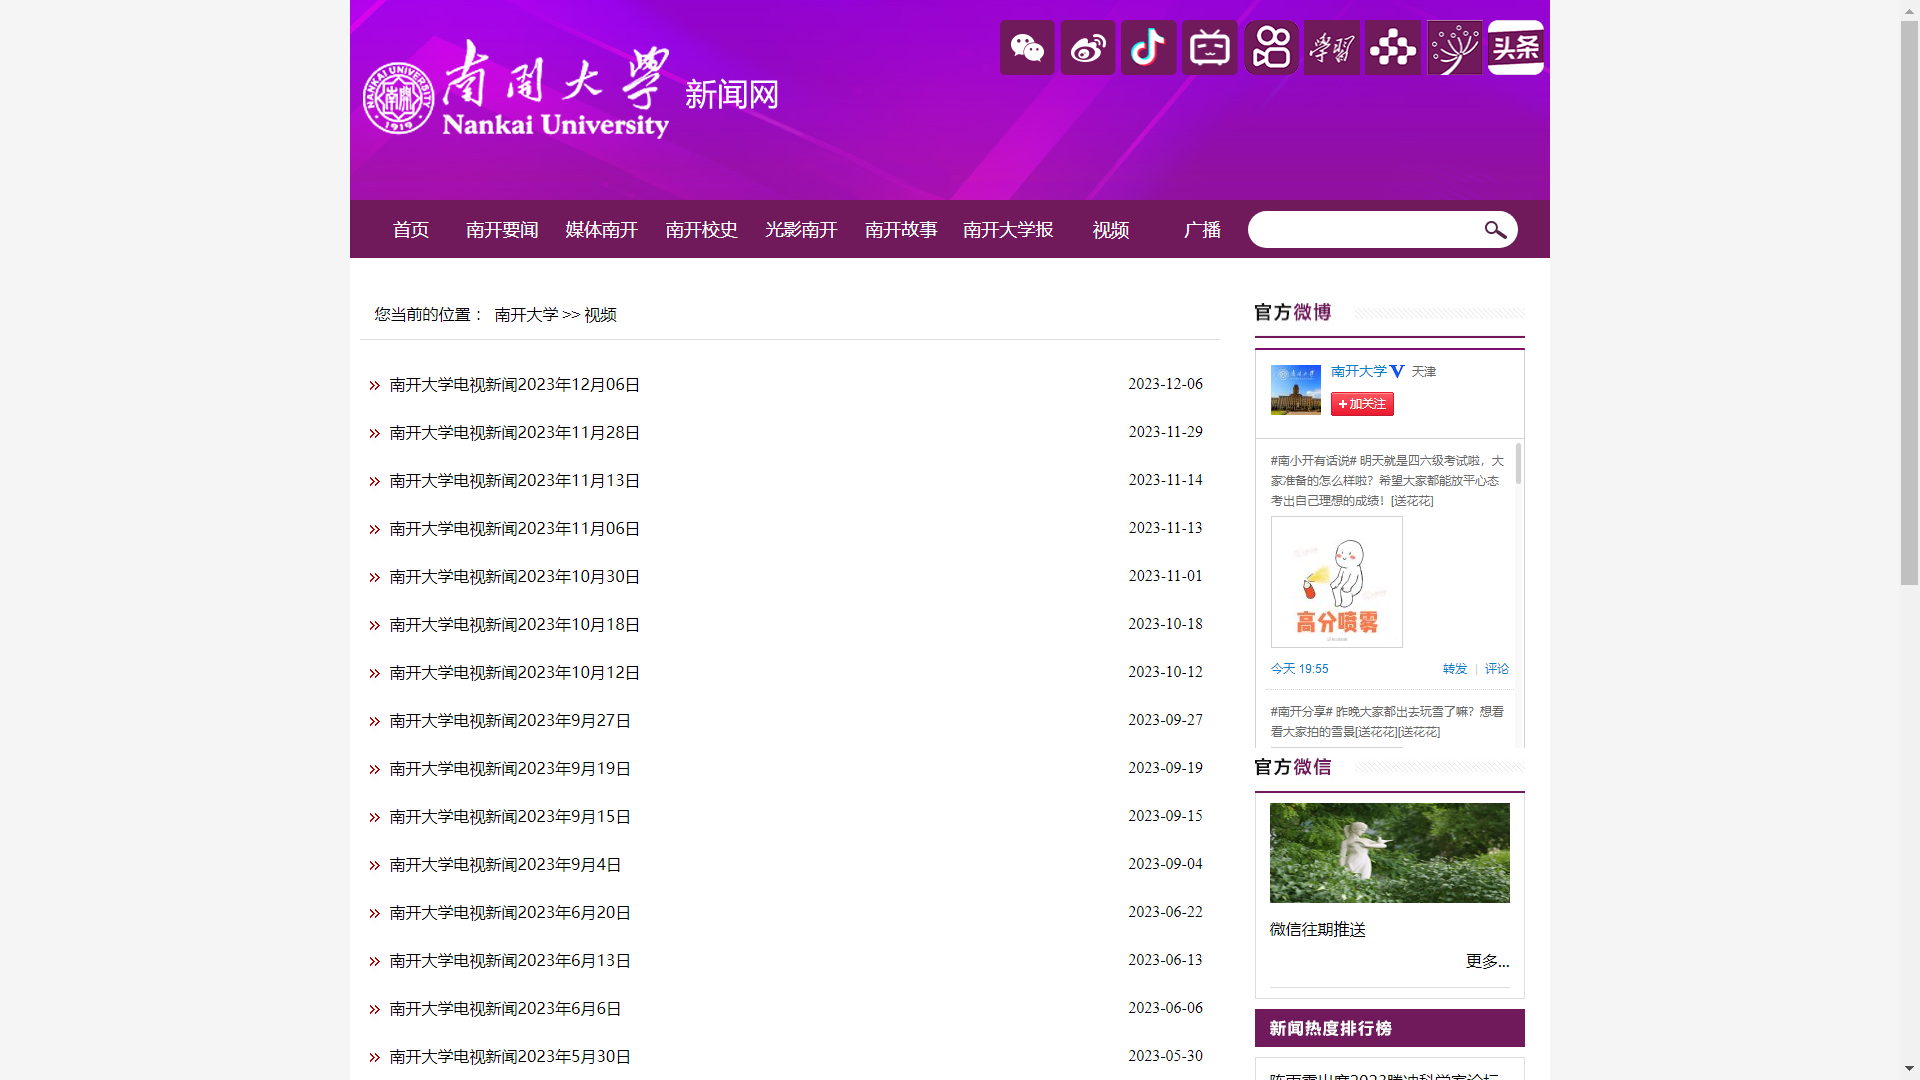 南開大学
Nankai University
新闻网
NANKAI UNIVERSITY
1919
学習
头条
首页 南开要闻 媒体南开 南开校史 光影南开 南开故事 南开大学报 视频 广播
您当前的位置： 南开大学 >> 视频
南开大学电视新闻2023年12月06日 2023-12-06
南开大学电视新闻2023年11月28日 2023-11-29
南开大学电视新闻2023年11月13日 2023-11-14
南开大学电视新闻2023年11月06日 2023-11-13
南开大学电视新闻2023年10月30日 2023-11-01
南开大学电视新闻2023年10月18日 2023-10-18
南开大学电视新闻2023年10月12日 2023-10-12
南开大学电视新闻2023年9月27日 2023-09-27
南开大学电视新闻2023年9月19日 2023-09-19
南开大学电视新闻2023年9月15日 2023-09-15
南开大学电视新闻2023年9月4日 2023-09-04
南开大学电视新闻2023年6月20日 2023-06-22
南开大学电视新闻2023年6月13日 2023-06-13
南开大学电视新闻2023年6月6日 2023-06-06
南开大学电视新闻2023年5月30日 2023-05-30
官方微博
南开大学 V 天津
+加关注
#南小开有话说# 明天就是四六级考试啦，大
家准备的怎么样啦？希望大家都能放平心态
考出自己理想的成绩！[送花花]
高分喷雾
今天 19:55 转发 | 评论
#南开分享# 昨晚大家都出去玩雪了嘛？想看
看大家拍的雪景[送花花][送花花]
官方微信
微信往期推送
更多...
新闻热度排行榜
陈雨露出席2023腾冲科学家论坛